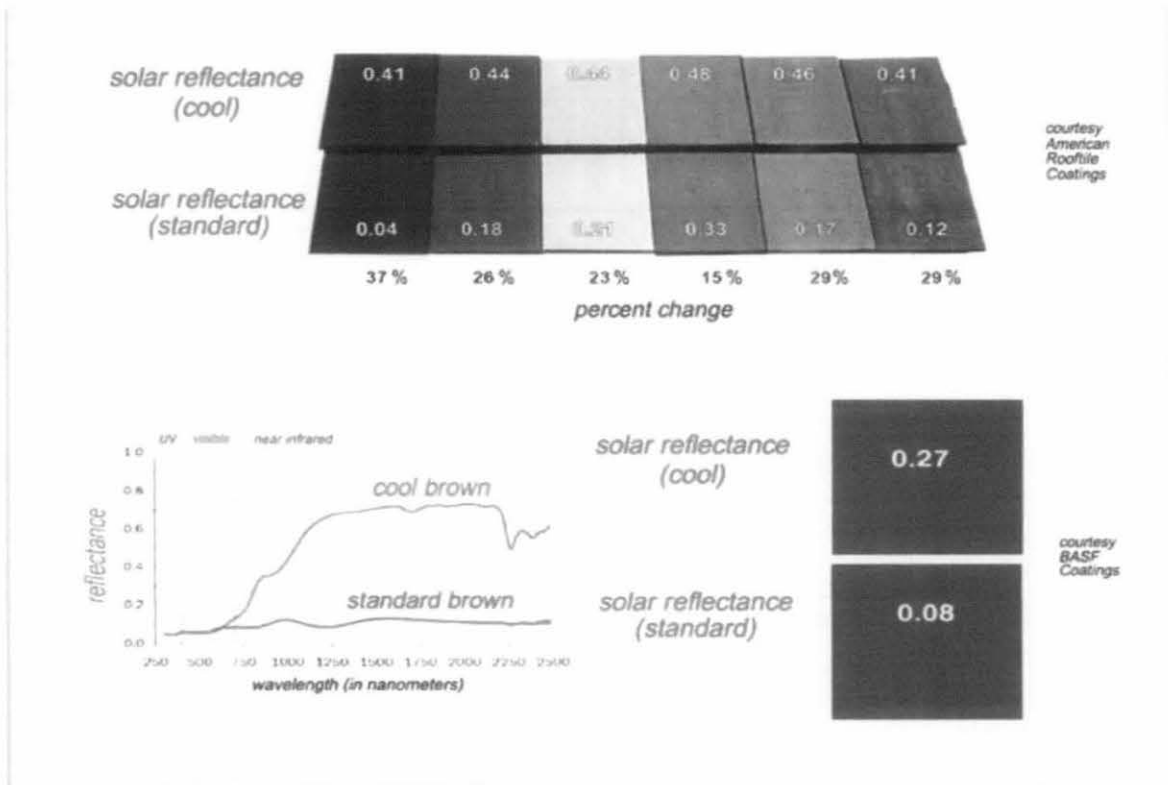 solar reflectance
(cool)
0.41 0.44 0.44 0.48 0.46 0.41
courtesy
American
Rooftile
Coatings
solar reflectance
(standard)
0.04 0.18 0.21 0.33 0.17 0.12
37 % 26 % 23 % 15 % 29 % 29 %
percent change
UV visible near infrared
1.0
0.8
0.6
0.4
0.2
0.0
reflectance
cool brown
standard brown
250 500 750 1000 1250 1500 1750 2000 2250 2500
wavelength (in nanometers)
solar reflectance
(cool)
0.27
solar reflectance
(standard)
0.08
courtesy
BASF
Coatings